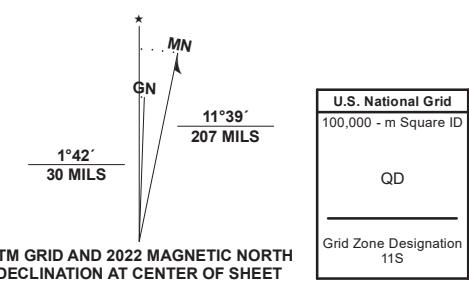 MN
GN
11°39´
207 MILS
1°42´
30 MILS
TM GRID AND 2022 MAGNETIC NORTH
DECLINATION AT CENTER OF SHEET
U.S. National Grid
100,000 - m Square ID
QD
Grid Zone Designation
11S